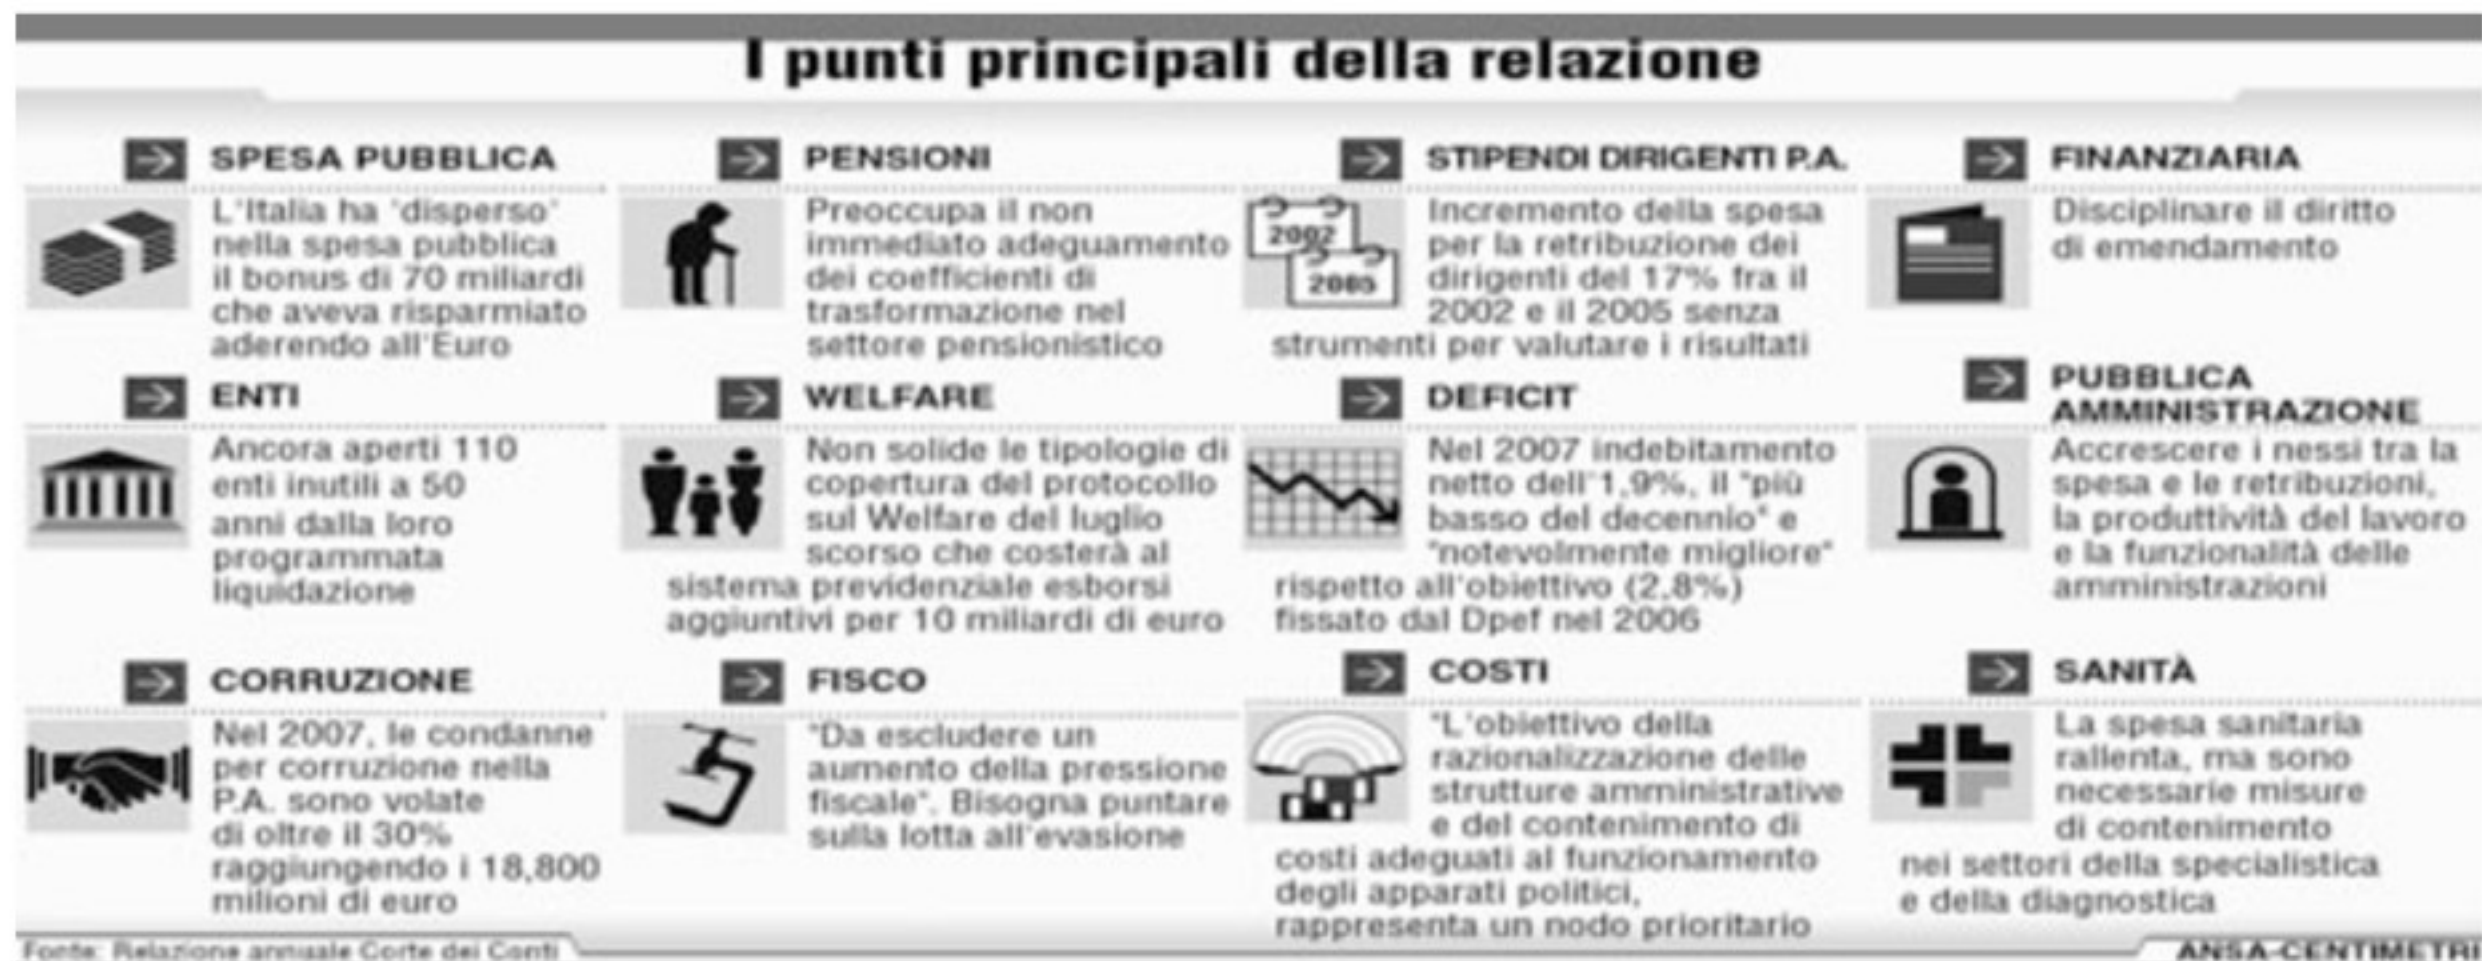 I punti principali della relazione
SPESA PUBBLICA
L'Italia ha 'disperso'
nella spesa pubblica
il bonus di 70 miliardi
che aveva risparmiato
aderendo all'Euro
PENSIONI
Preoccupa il non
immediato adeguamento
dei coefficienti di
trasformazione nel
settore pensionistico
STIPENDI DIRIGENTI P.A.
2002
2005
Incremento della spesa
per la retribuzione dei
dirigenti del 17% fra il
2002 e il 2005 senza
strumenti per valutare i risultati
FINANZIARIA
Disciplinare il diritto
di emendamento
ENTI
Ancora aperti 110
enti inutili a 50
anni dalla loro
programmata
liquidazione
WELFARE
Non solide le tipologie di
copertura del protocollo
sul Welfare del luglio
scorso che costerà al
sistema previdenziale esborsi
aggiuntivi per 10 miliardi di euro
DEFICIT
Nel 2007 indebitamento
netto dell'1,9%, il "più
basso del decennio" e
"notevolmente migliore"
rispetto all'obiettivo (2,8%)
fissato dal Dpef nel 2006
PUBBLICA
AMMINISTRAZIONE
Accrescere i nessi tra la
spesa e le retribuzioni,
la produttività del lavoro
e la funzionalità delle
amministrazioni
CORRUZIONE
Nel 2007, le condanne
per corruzione nella
P.A. sono volate
di oltre il 30%
raggiungendo i 18,800
milioni di euro
FISCO
"Da escludere un
aumento della pressione
fiscale". Bisogna puntare
sulla lotta all'evasione
COSTI
"L'obiettivo della
razionalizzazione delle
strutture amministrative
e del contenimento di
costi adeguati al funzionamento
degli apparati politici,
rappresenta un nodo prioritario
SANITÀ
La spesa sanitaria
rallenta, ma sono
necessarie misure
di contenimento
nei settori della specialistica
e della diagnostica
Fonte: Relazione annuale Corte dei Conti
ANSA-CENTIMETRI